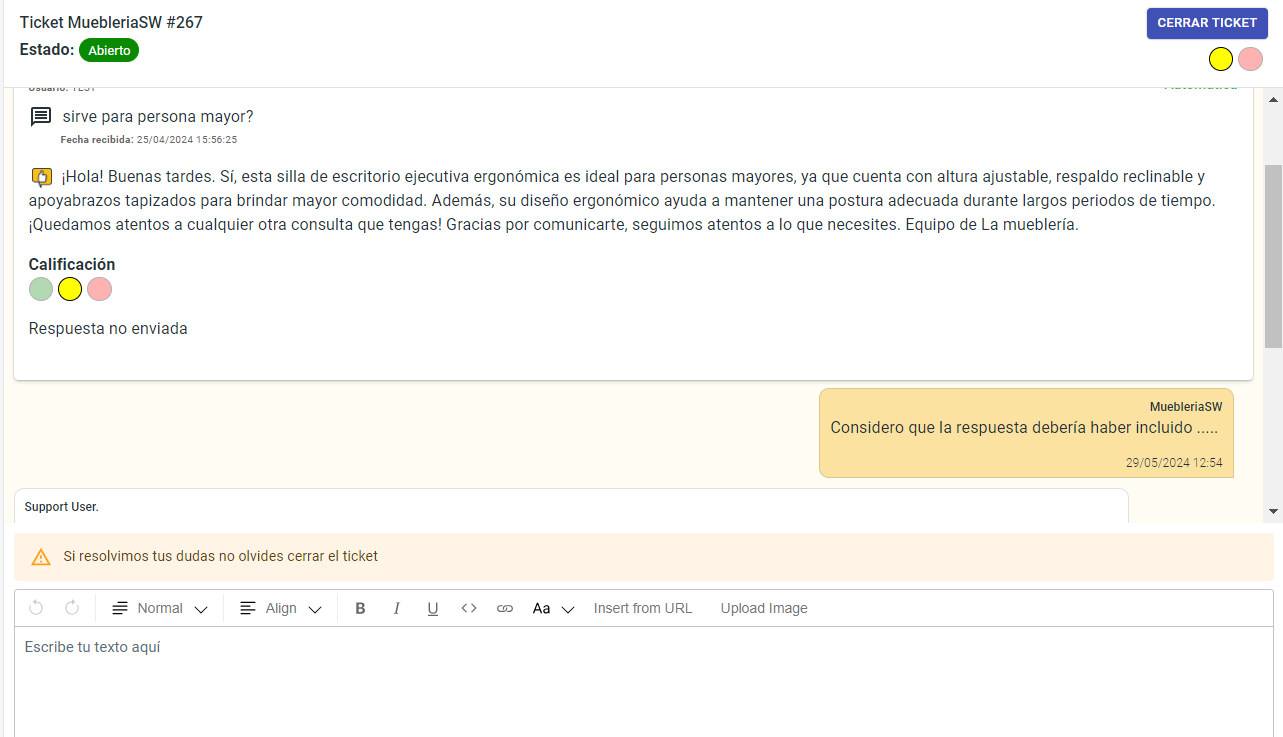 Ticket MuebleriaSW #267
CERRAR TICKET
Estado: Abierto
Usuario: TEST
Automática
sirve para persona mayor?
Fecha recibida: 25/04/2024 15:56:25
¡Hola! Buenas tardes. Sí, esta silla de escritorio ejecutiva ergonómica es ideal para personas mayores, ya que cuenta con altura ajustable, respaldo reclinable y
apoyabrazos tapizados para brindar mayor comodidad. Además, su diseño ergonómico ayuda a mantener una postura adecuada durante largos periodos de tiempo.
¡Quedamos atentos a cualquier otra consulta que tengas! Gracias por comunicarte, seguimos atentos a lo que necesites. Equipo de La mueblería.
Calificación
Respuesta no enviada
MuebleriaSW
Considero que la respuesta debería haber incluido .....
29/05/2024 12:54
Support User.
Si resolvimos tus dudas no olvides cerrar el ticket
Normal Align B I U <> Aa Insert from URL Upload Image
Escribe tu texto aquí